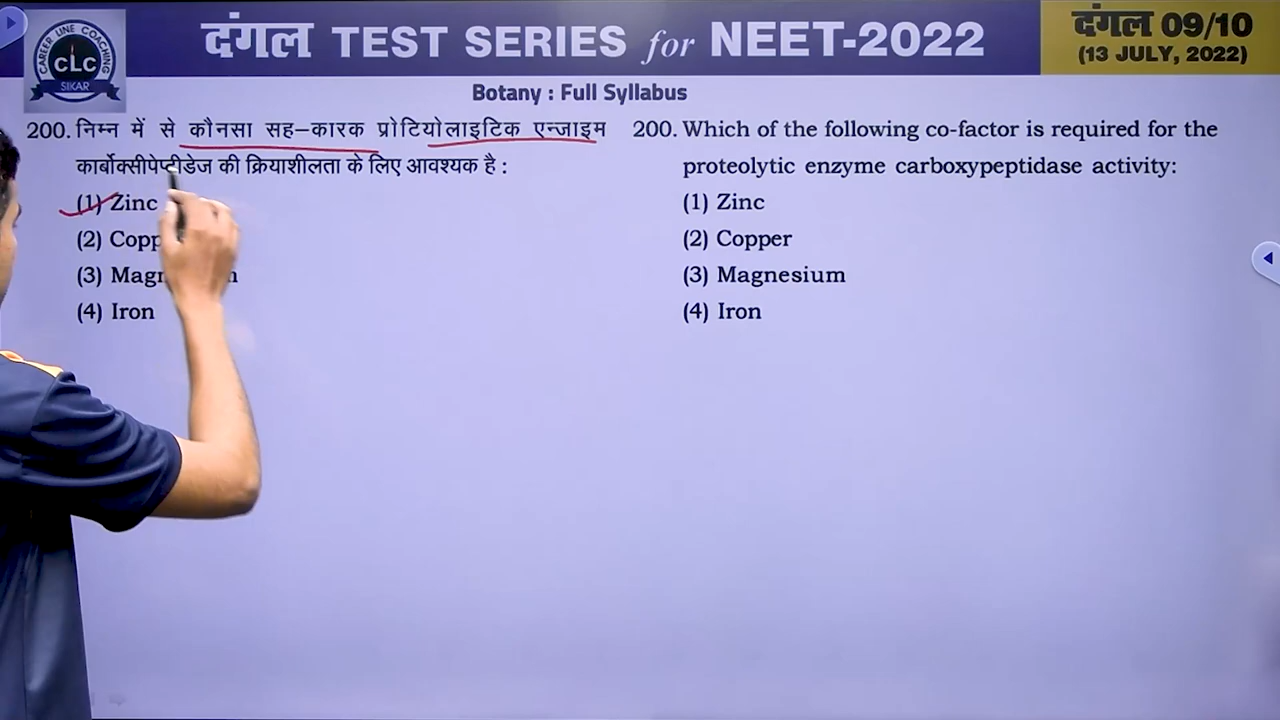 दंगल TEST SERIES for NEET-2022
दंगल 09/10
(13 JULY, 2022)
CAREER LINE COACHING
CLC
SIKAR
Botany : Full Syllabus
200. निम्न में से कौनसा सह–कारक प्रोटियोलाइटिक एन्जाइम
कार्बोक्सीपेप्टीडेज की क्रियाशीलता के लिए आवश्यक है :
(1) Zinc
(2)
(3)
(4) Iron
200. Which of the following co-factor is required for the
proteolytic enzyme carboxypeptidase activity:
(1) Zinc
(2) Copper
(3) Magnesium
(4) Iron